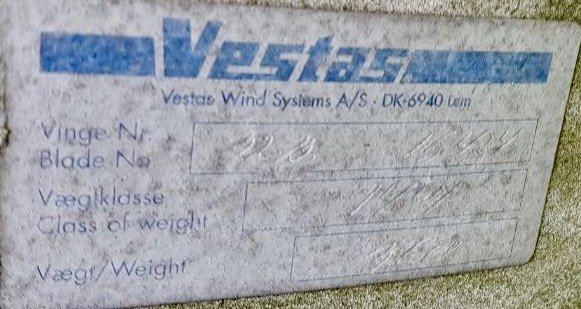 Vestas
Vestas Wind Systems A/S · DK-6940 Lem
Vinge Nr.
Blade No
Vægtklasse
Class of weight
Vægt/Weight